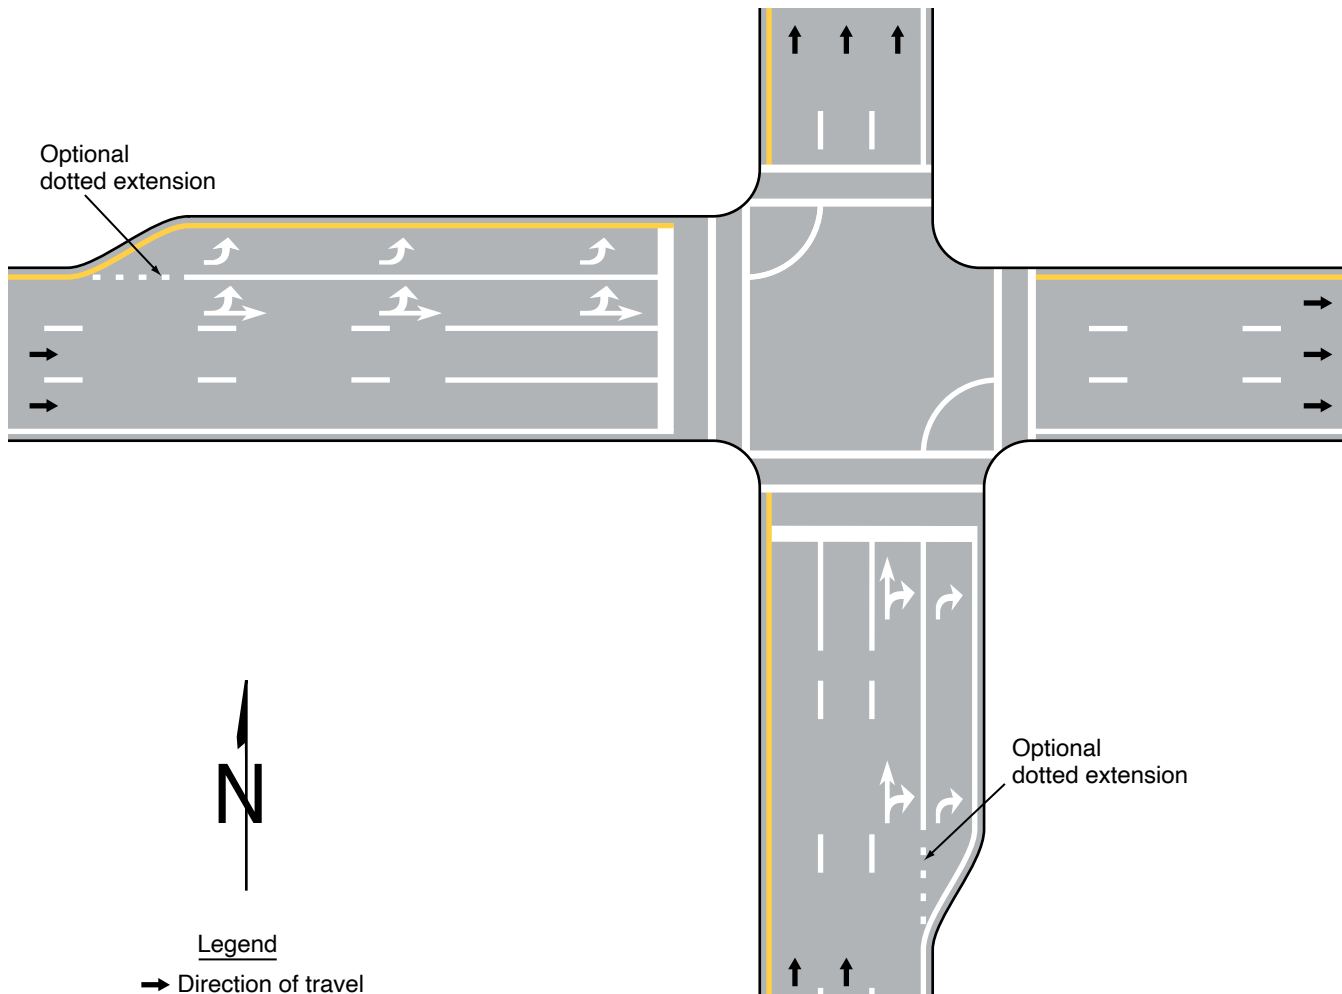 Optional
dotted extension
Optional
dotted extension
N
Legend
Direction of travel